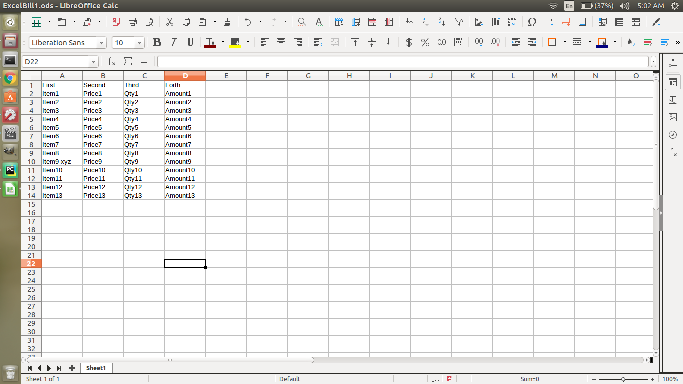 ExcelBill1.ods - LibreOffice Calc
En (37%) 5:02 AM
Liberation Sans 10
D22
A B C D E F G H I J K L M N O
1 First Second Third Forth
2 Item1 Price1 Qty1 Amount1
3 Item2 Price2 Qty2 Amount2
4 Item3 Price3 Qty3 Amount3
5 Item4 Price4 Qty4 Amount4
6 Item5 Price5 Qty5 Amount5
7 Item6 Price6 Qty6 Amount6
8 Item7 Price7 Qty7 Amount7
9 Item8 Price8 Qty8 Amount8
10 Item9 xyz Price9 Qty9 Amount9
11 Item10 Price10 Qty10 Amount10
12 Item11 Price11 Qty11 Amount11
13 Item12 Price12 Qty12 Amount12
14 Item13 Price13 Qty13 Amount13
15
16
17
18
19
20
21
22
23
24
25
26
27
28
29
30
31
32
Sheet1
Sheet 1 of 1 Default Sum=0 100%